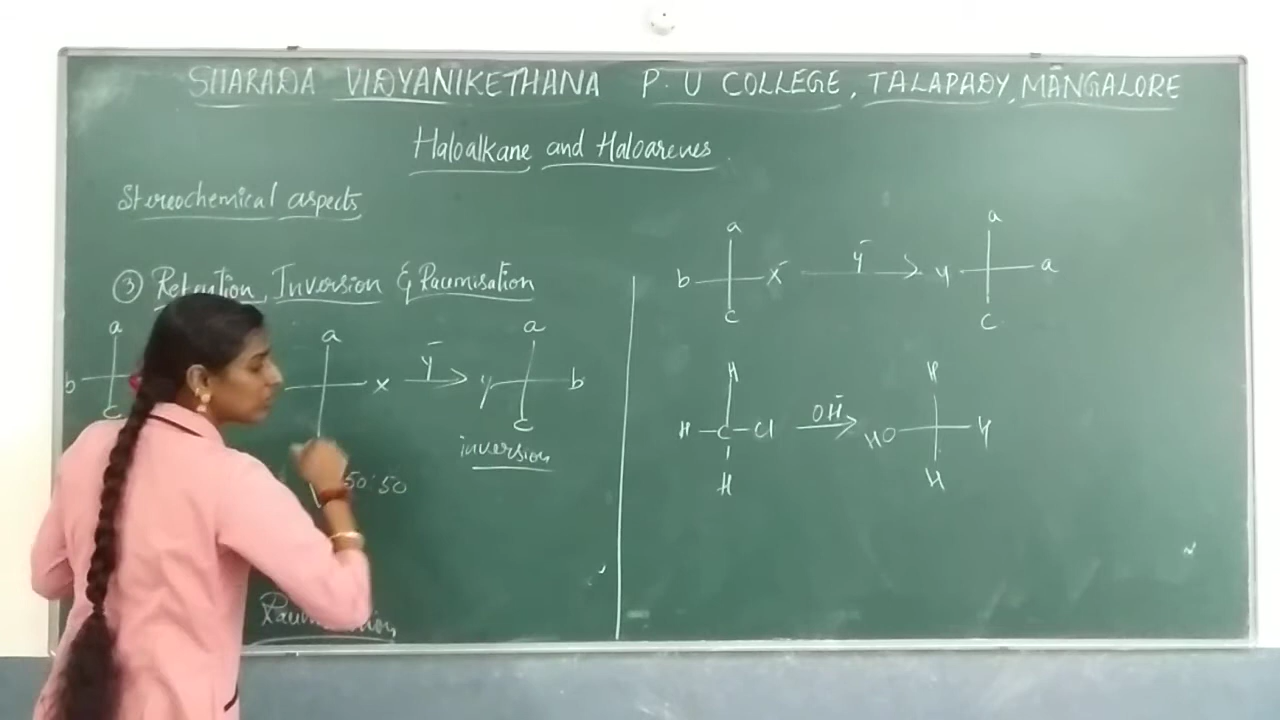 SHARADA VIDYANIKETHANA P.U COLLEGE, TALAPADY, MANGALORE
Haloalkane and Haloarenes
Stereochemical aspects
③ Retention, Inversion & Racemisation
a
b
c
a
x
ȳ
a
y b
c
inversion
50:50
a
b x
c
ȳ
a
y a
c
H
H C Cl
H
OH̄
H
HO H
H